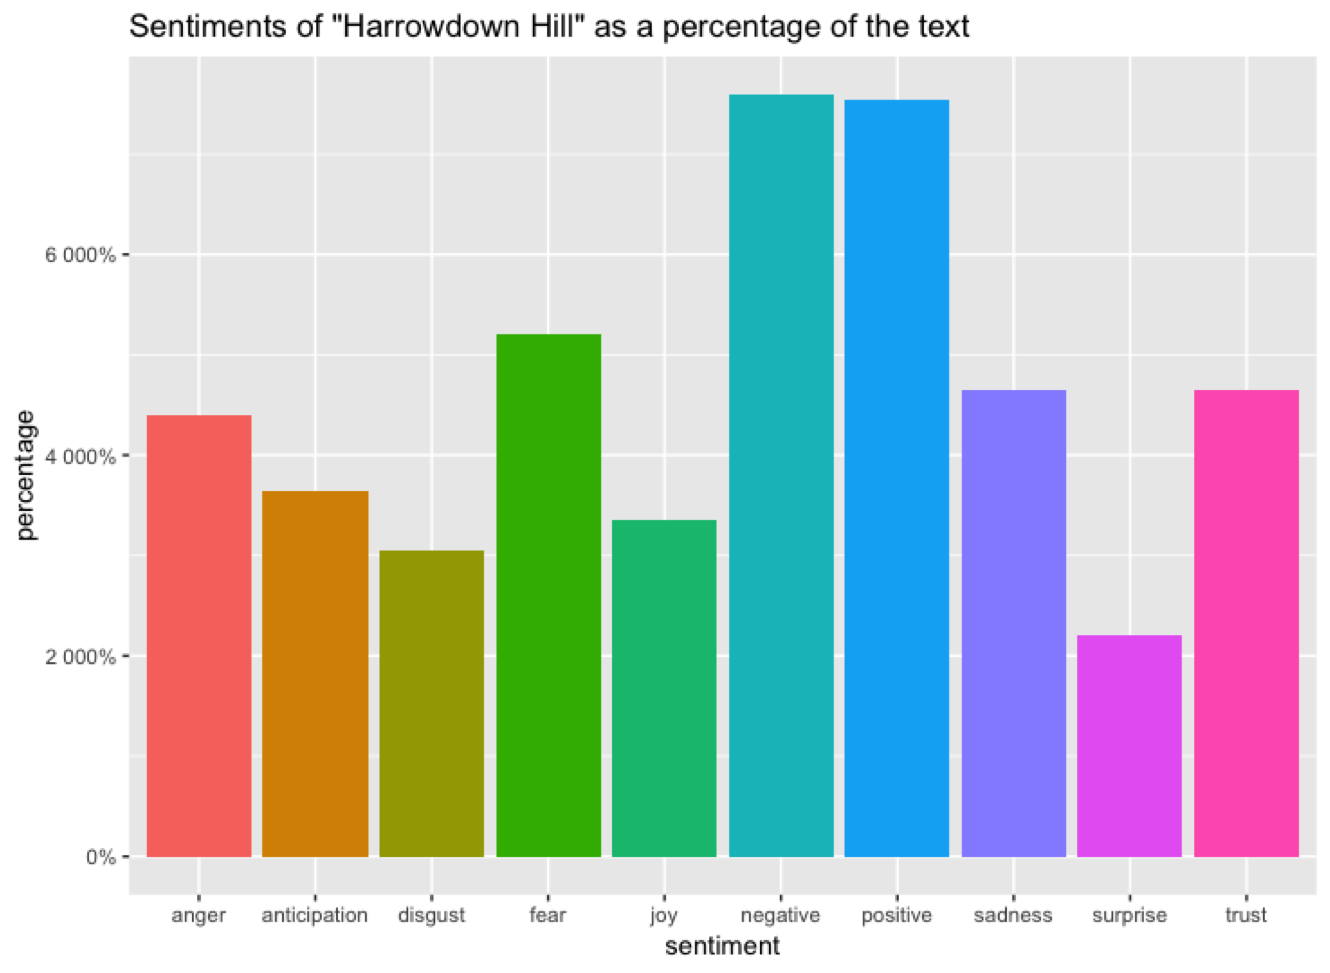 Sentiments of "Harrowdown Hill" as a percentage of the text
percentage
6 000%
4 000%
2 000%
0%
anger anticipation disgust fear joy negative positive sadness surprise trust
sentiment